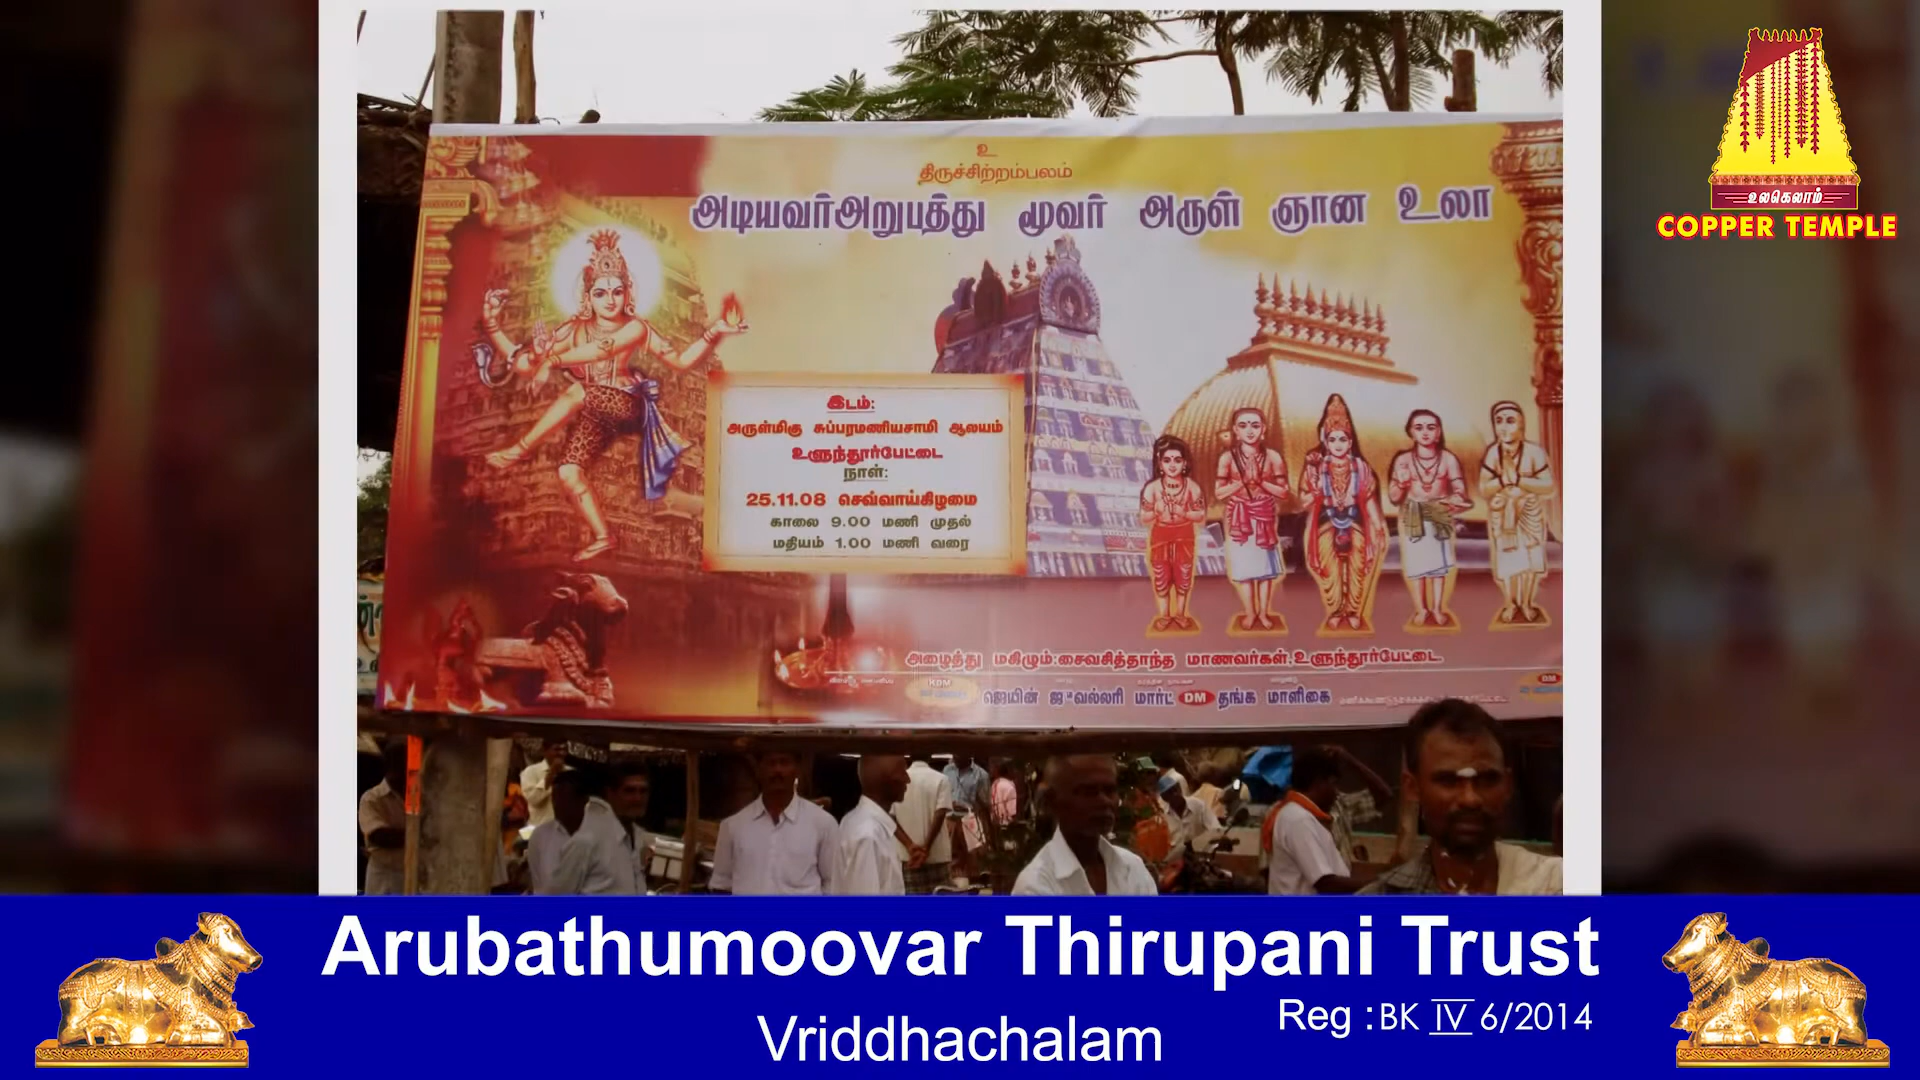 உ
திருச்சிற்றம்பலம்
அடியவர்அறுபத்து மூவர் அருள் ஞான உலா
இடம்:
அருள்மிகு சுப்பரமணியசாமி ஆலயம்
உளுந்தூர்பேட்டை
நாள்:
25.11.08 செவ்வாய்கிழமை
காலை 9.00 மணி முதல்
மதியம் 1.00 மணி வரை
அழைத்து மகிழும்:சைவசித்தாந்த மாணவர்கள்,உளுந்தூர்பேட்டை.
KDM ஜெயின் ஜுவல்லரி மார்ட் DM தங்க மாளிகை
DM
உலகெலாம்
COPPER TEMPLE
Arubathumoovar Thirupani Trust
Reg : BK IV 6/2014
Vriddhachalam